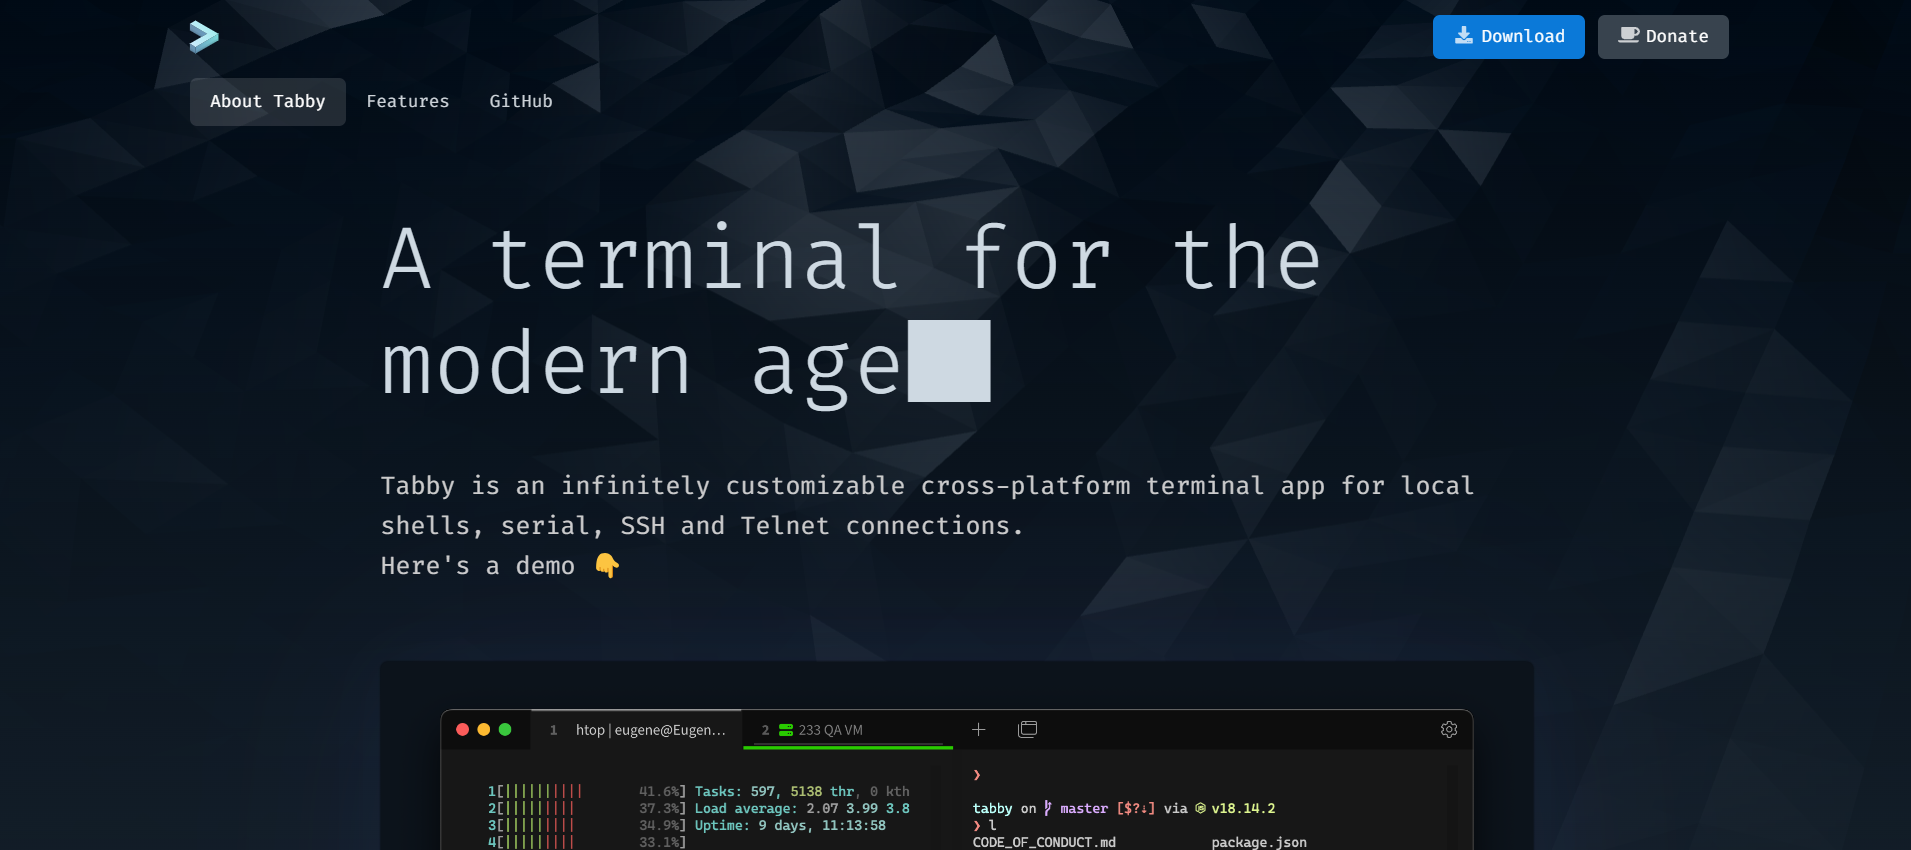 Download
Donate
About Tabby
Features
GitHub
A terminal for the
modern age
Tabby is an infinitely customizable cross-platform terminal app for local
shells, serial, SSH and Telnet connections.
Here's a demo 👇
1 htop | eugene@Eugen…
2 233 QA VM
❯
1[||||||||||| 41.6%] Tasks: 597, 5138 thr, 0 kth
2[|||||||||| 37.3%] Load average: 2.07 3.99 3.8
3[|||||||||| 34.9%] Uptime: 9 days, 11:13:58
4[|||||||||| 33.1%]
tabby on master [$?↓] via v18.14.2
❯ l
CODE_OF_CONDUCT.md package.json